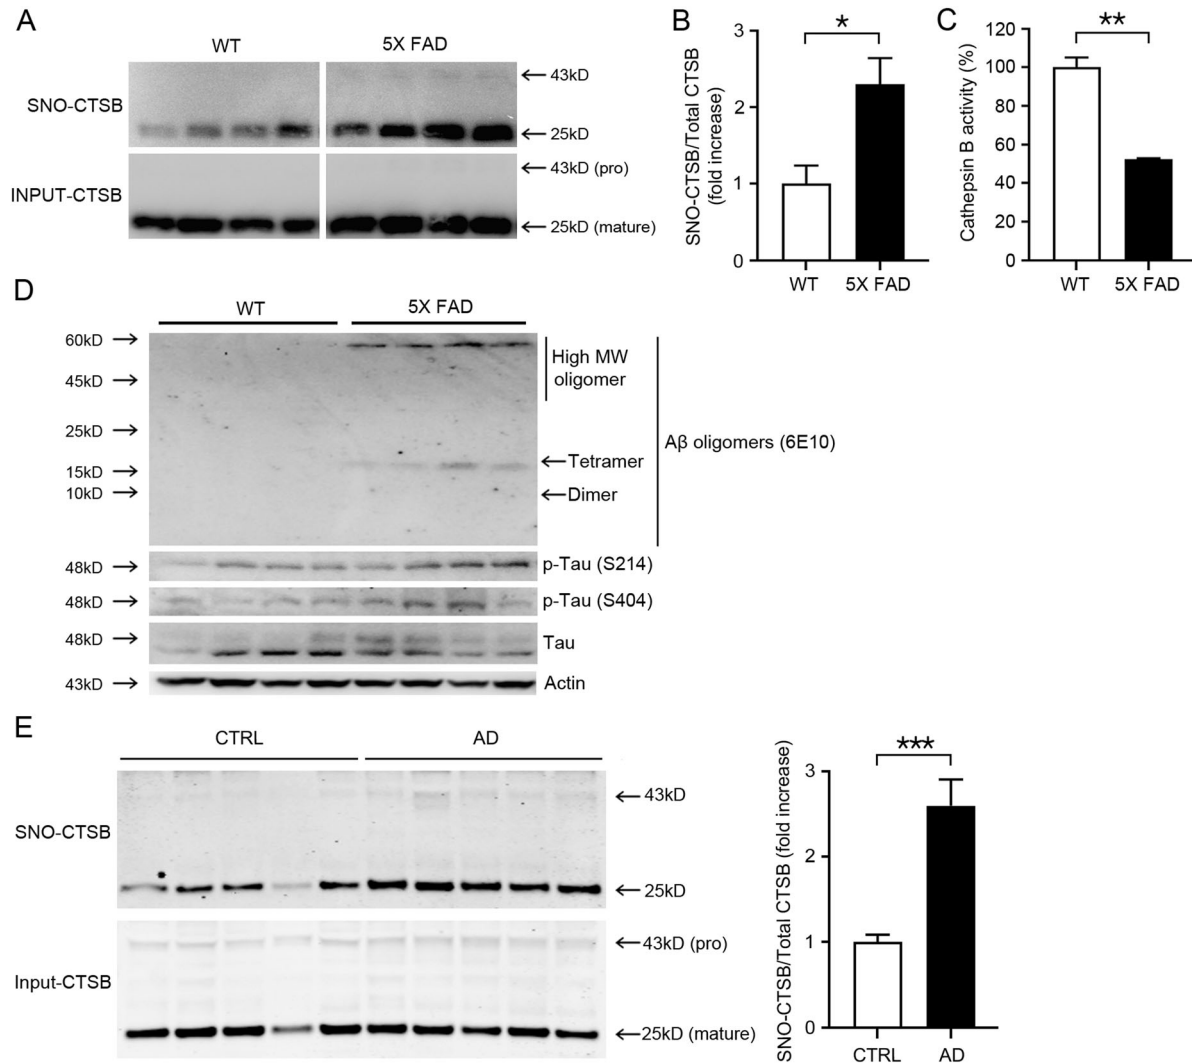 A
WT
5X FAD
SNO-CTSB
←43kD
←25kD
INPUT-CTSB
←43kD (pro)
←25kD (mature)
B
SNO-CTSB/Total CTSB
(fold increase)
3
2
1
0
*
WT
5X FAD
C
Cathepsin B activity (%)
120
100
80
60
40
20
0
**
WT
5X FAD
D
WT
5X FAD
60kD →
45kD →
25kD →
15kD →
10kD →
High MW
oligomer
Aβ oligomers (6E10)
←Tetramer
←Dimer
48kD →
p-Tau (S214)
48kD →
p-Tau (S404)
48kD →
Tau
43kD →
Actin
E
CTRL
AD
SNO-CTSB
←43kD
←25kD
Input-CTSB
←43kD (pro)
←25kD (mature)
SNO-CTSB/Total CTSB (fold increase)
3
2
1
0
***
CTRL
AD